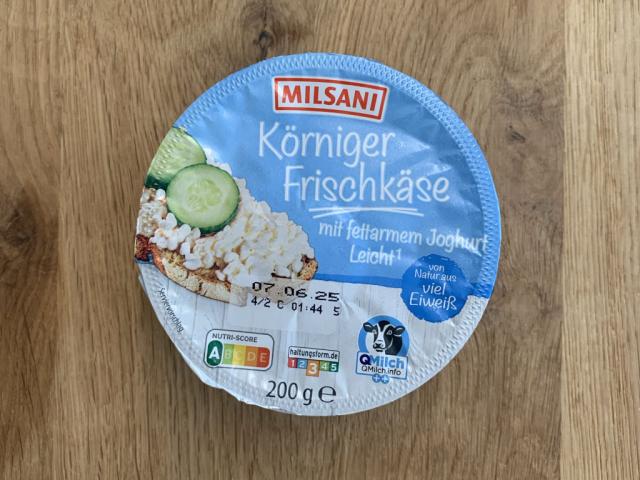 MILSANI
Körniger
Frischkäse
mit fettarmem Joghurt
Leicht¹
von
Natur aus
viel
Eiweiß
07.06.25
4/2 C 01:44 5
Serviervorschlag
NUTRI-SCORE
A B C D E
haltungsform.de
1 2 3 4 5
QMilch
QMilch.info
++
200 g ℮